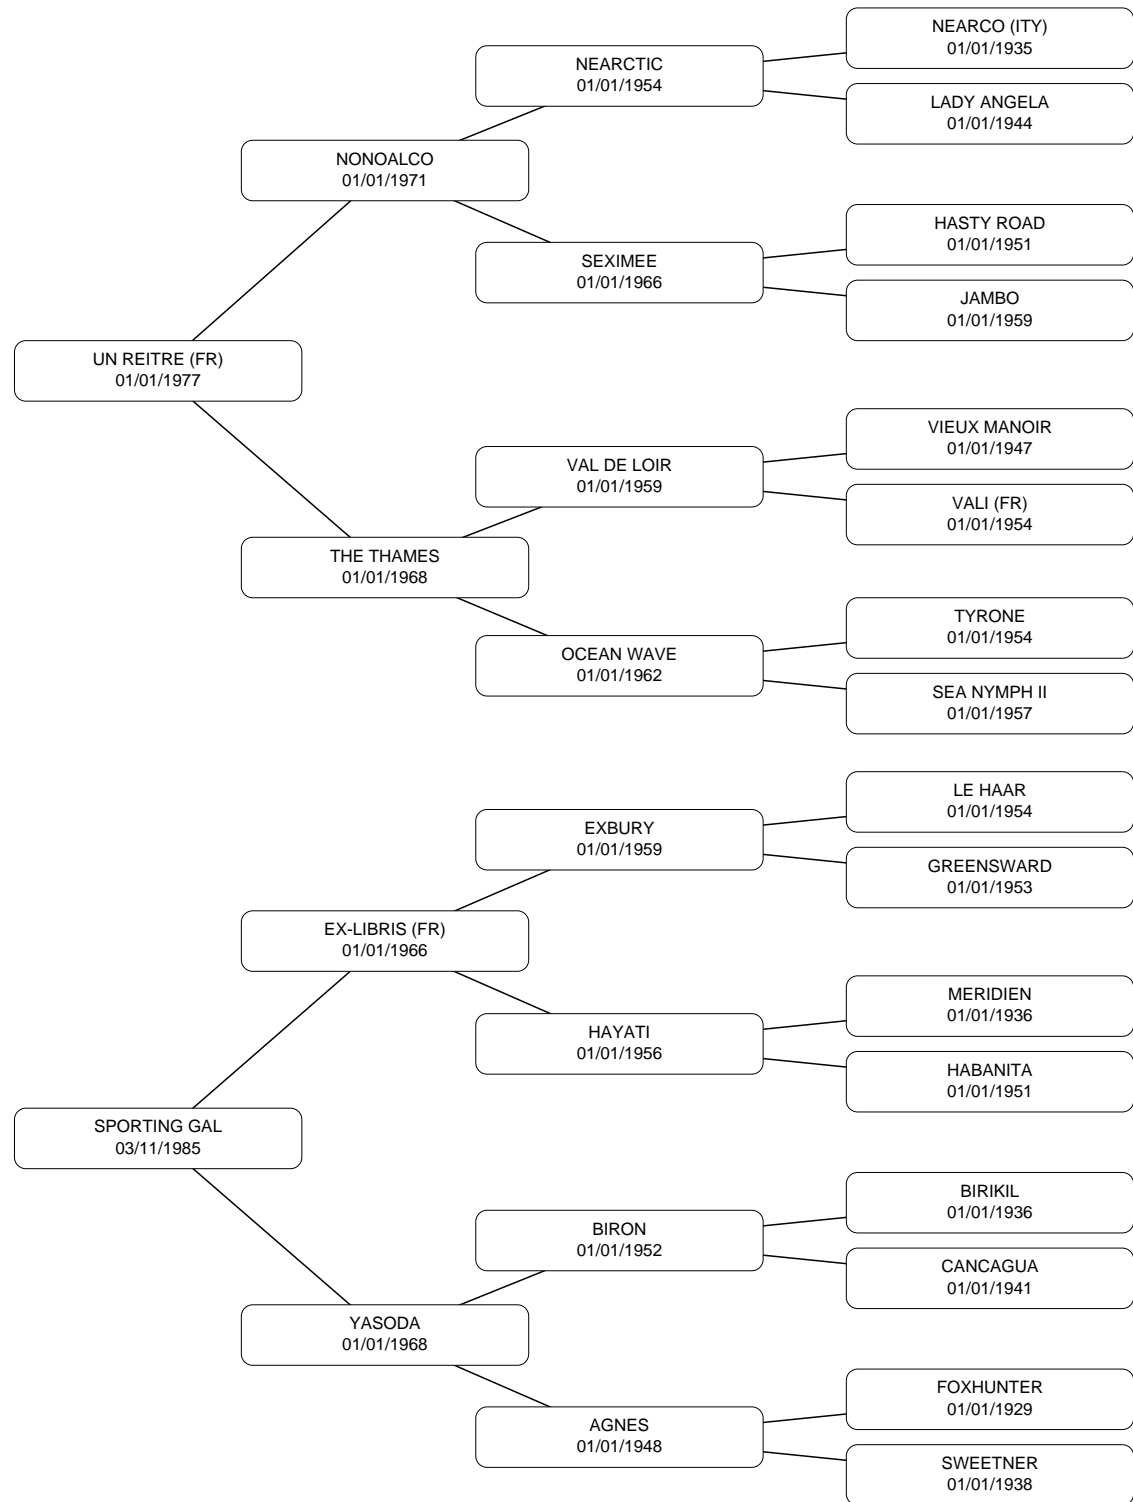 NEARCO (ITY)
01/01/1935
NEARCTIC
01/01/1954
LADY ANGELA
01/01/1944
NONOALCO
01/01/1971
HASTY ROAD
01/01/1951
SEXIMEE
01/01/1966
JAMBO
01/01/1959
UN REITRE (FR)
01/01/1977
VIEUX MANOIR
01/01/1947
VAL DE LOIR
01/01/1959
VALI (FR)
01/01/1954
THE THAMES
01/01/1968
TYRONE
01/01/1954
OCEAN WAVE
01/01/1962
SEA NYMPH II
01/01/1957
LE HAAR
01/01/1954
EXBURY
01/01/1959
GREENSWARD
01/01/1953
EX-LIBRIS (FR)
01/01/1966
MERIDIEN
01/01/1936
HAYATI
01/01/1956
HABANITA
01/01/1951
SPORTING GAL
03/11/1985
BIRIKIL
01/01/1936
BIRON
01/01/1952
CANCAGUA
01/01/1941
YASODA
01/01/1968
FOXHUNTER
01/01/1929
AGNES
01/01/1948
SWEETNER
01/01/1938